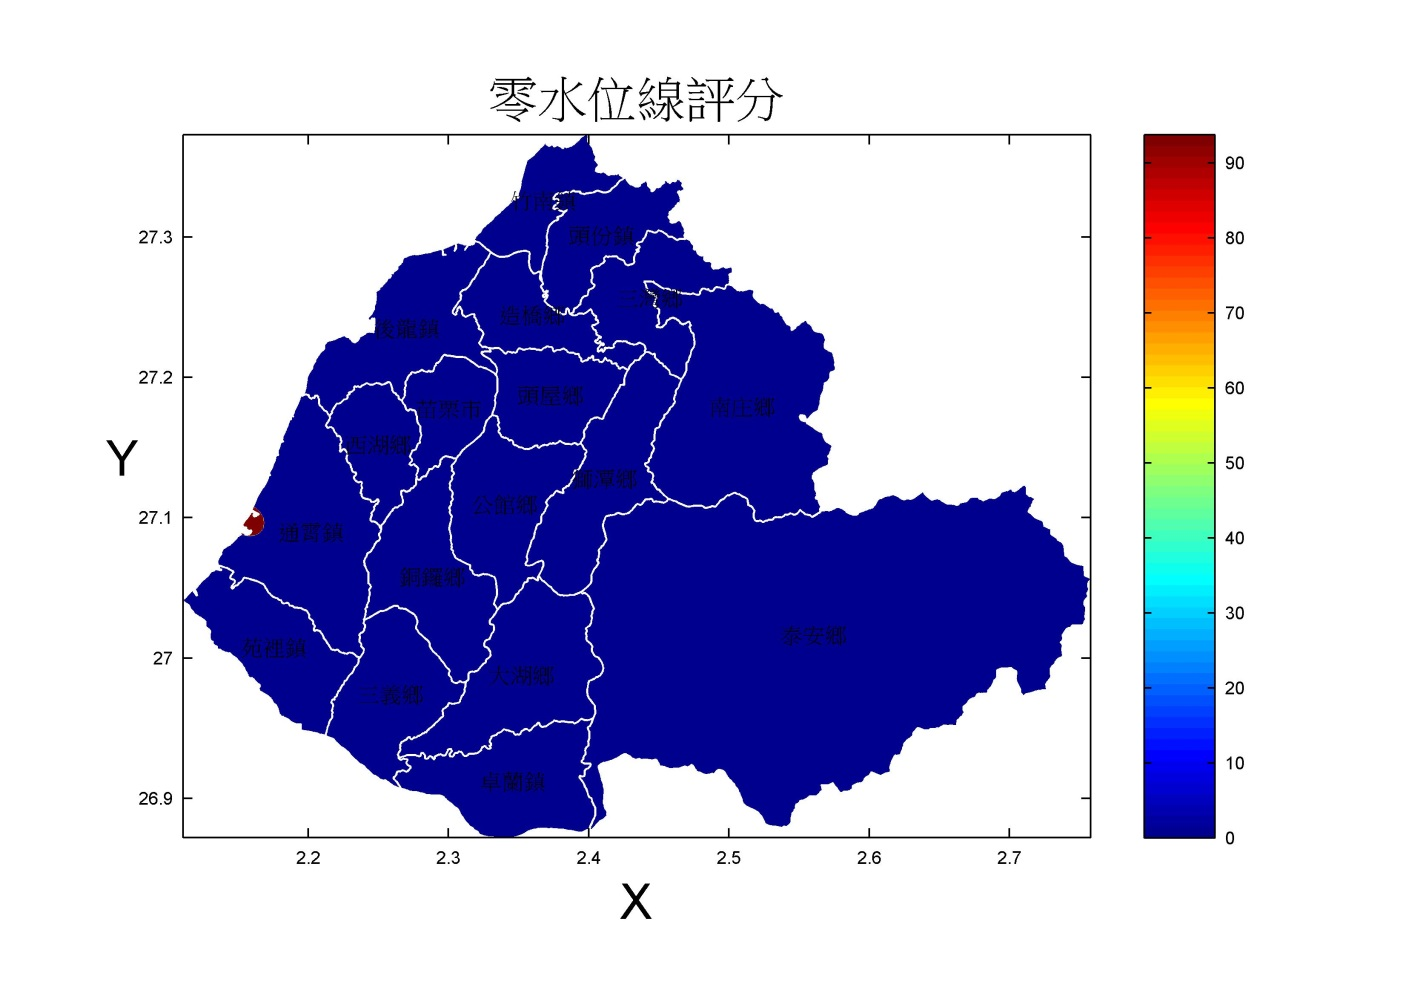 零水位線評分
竹南鎮
頭份鎮
三灣鄉
造橋鄉
後龍鎮
頭屋鄉
苗栗市
南庄鄉
西湖鄉
獅潭鄉
公館鄉
通霄鎮
銅鑼鄉
泰安鄉
苑裡鎮
大湖鄉
三義鄉
卓蘭鎮
27.3
27.2
27.1
27
26.9
Y
2.2
2.3
2.4
2.5
2.6
2.7
X
90
80
70
60
50
40
30
20
10
0